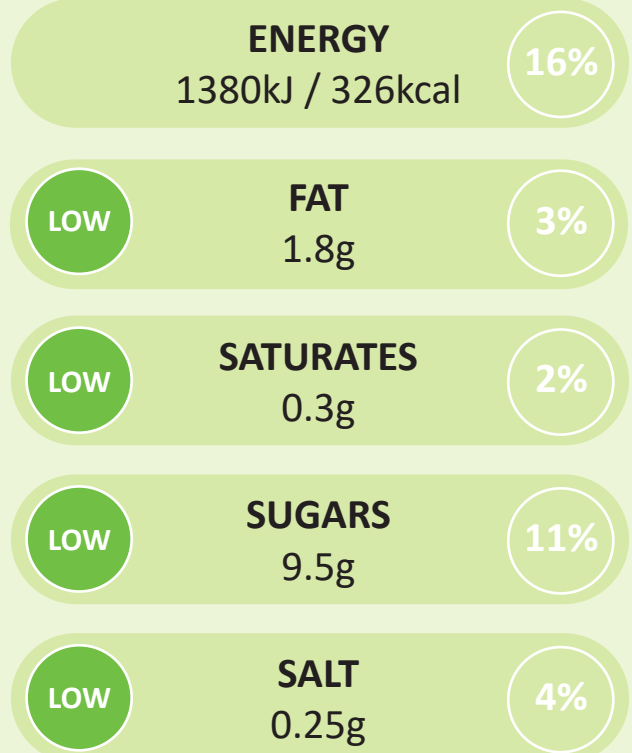 ENERGY
1380kJ / 326kcal
16%
LOW
FAT
1.8g
3%
LOW
SATURATES
0.3g
2%
LOW
SUGARS
9.5g
11%
LOW
SALT
0.25g
4%